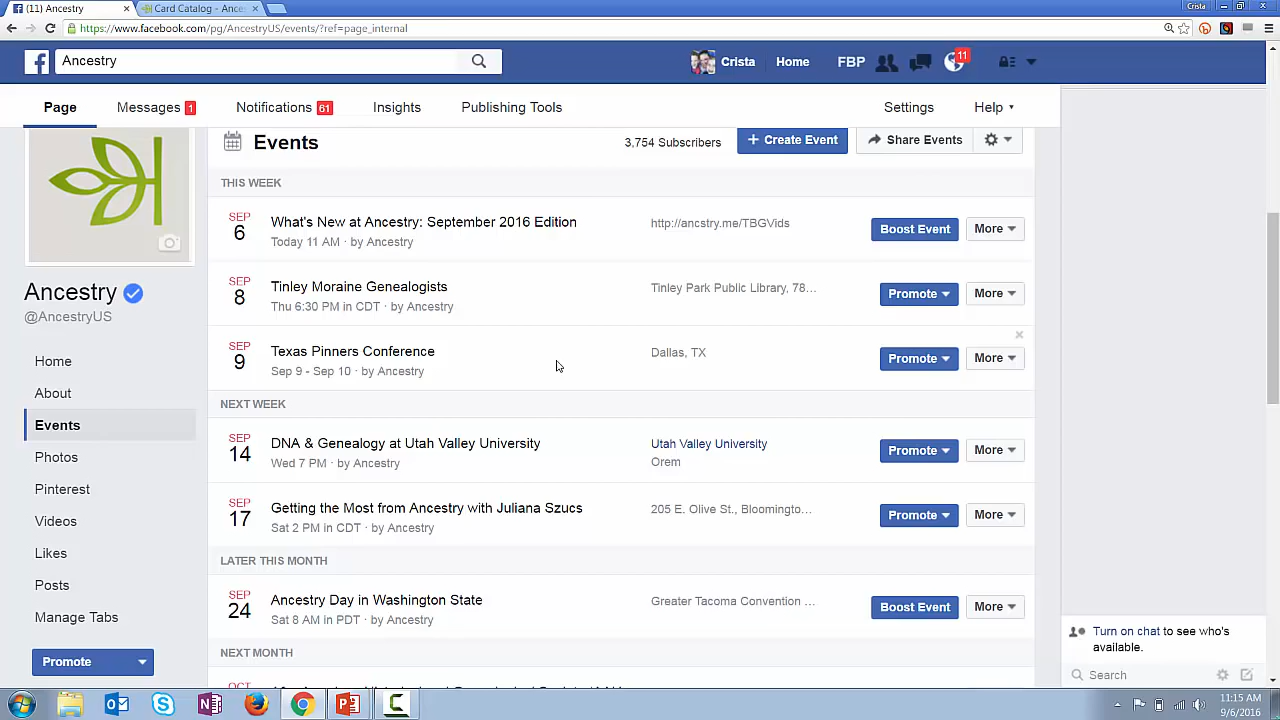 (11) Ancestry
Card Catalog - Ance
https://www.facebook.com/pg/AncestryUS/events/?ref=page_internal
Ancestry
Crista
Home
FBP
11
Page
Messages 1
Notifications 61
Insights
Publishing Tools
Settings
Help
Events
3,754 Subscribers
+ Create Event
Share Events
THIS WEEK
SEP
6
What's New at Ancestry: September 2016 Edition
Today 11 AM · by Ancestry
http://ancstry.me/TBGVids
Boost Event
More
SEP
8
Tinley Moraine Genealogists
Thu 6:30 PM in CDT · by Ancestry
Tinley Park Public Library, 78...
Promote
More
SEP
9
Texas Pinners Conference
Sep 9 - Sep 10 · by Ancestry
Dallas, TX
Promote
More
NEXT WEEK
SEP
14
DNA & Genealogy at Utah Valley University
Wed 7 PM · by Ancestry
Utah Valley University
Orem
Promote
More
SEP
17
Getting the Most from Ancestry with Juliana Szucs
Sat 2 PM in CDT · by Ancestry
205 E. Olive St., Bloomingto...
Promote
More
LATER THIS MONTH
SEP
24
Ancestry Day in Washington State
Sat 8 AM in PDT · by Ancestry
Greater Tacoma Convention ...
Boost Event
More
NEXT MONTH
Ancestry
@AncestryUS
Home
About
Events
Photos
Pinterest
Videos
Likes
Posts
Manage Tabs
Promote
Turn on chat to see who's
available.
Search
11:15 AM
9/6/2016
Crista